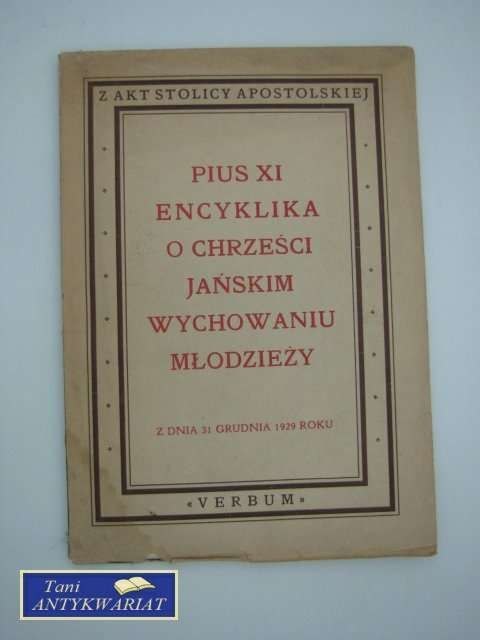 Z AKT STOLICY APOSTOLSKIEJ
PIUS XI
ENCYKLIKA
O CHRZEŚCI
JAŃSKIM
WYCHOWANIU
MŁODZIEŻY
Z DNIA 31 GRUDNIA 1929 ROKU
«VERBUM»
Tani
ANTYKWARIAT